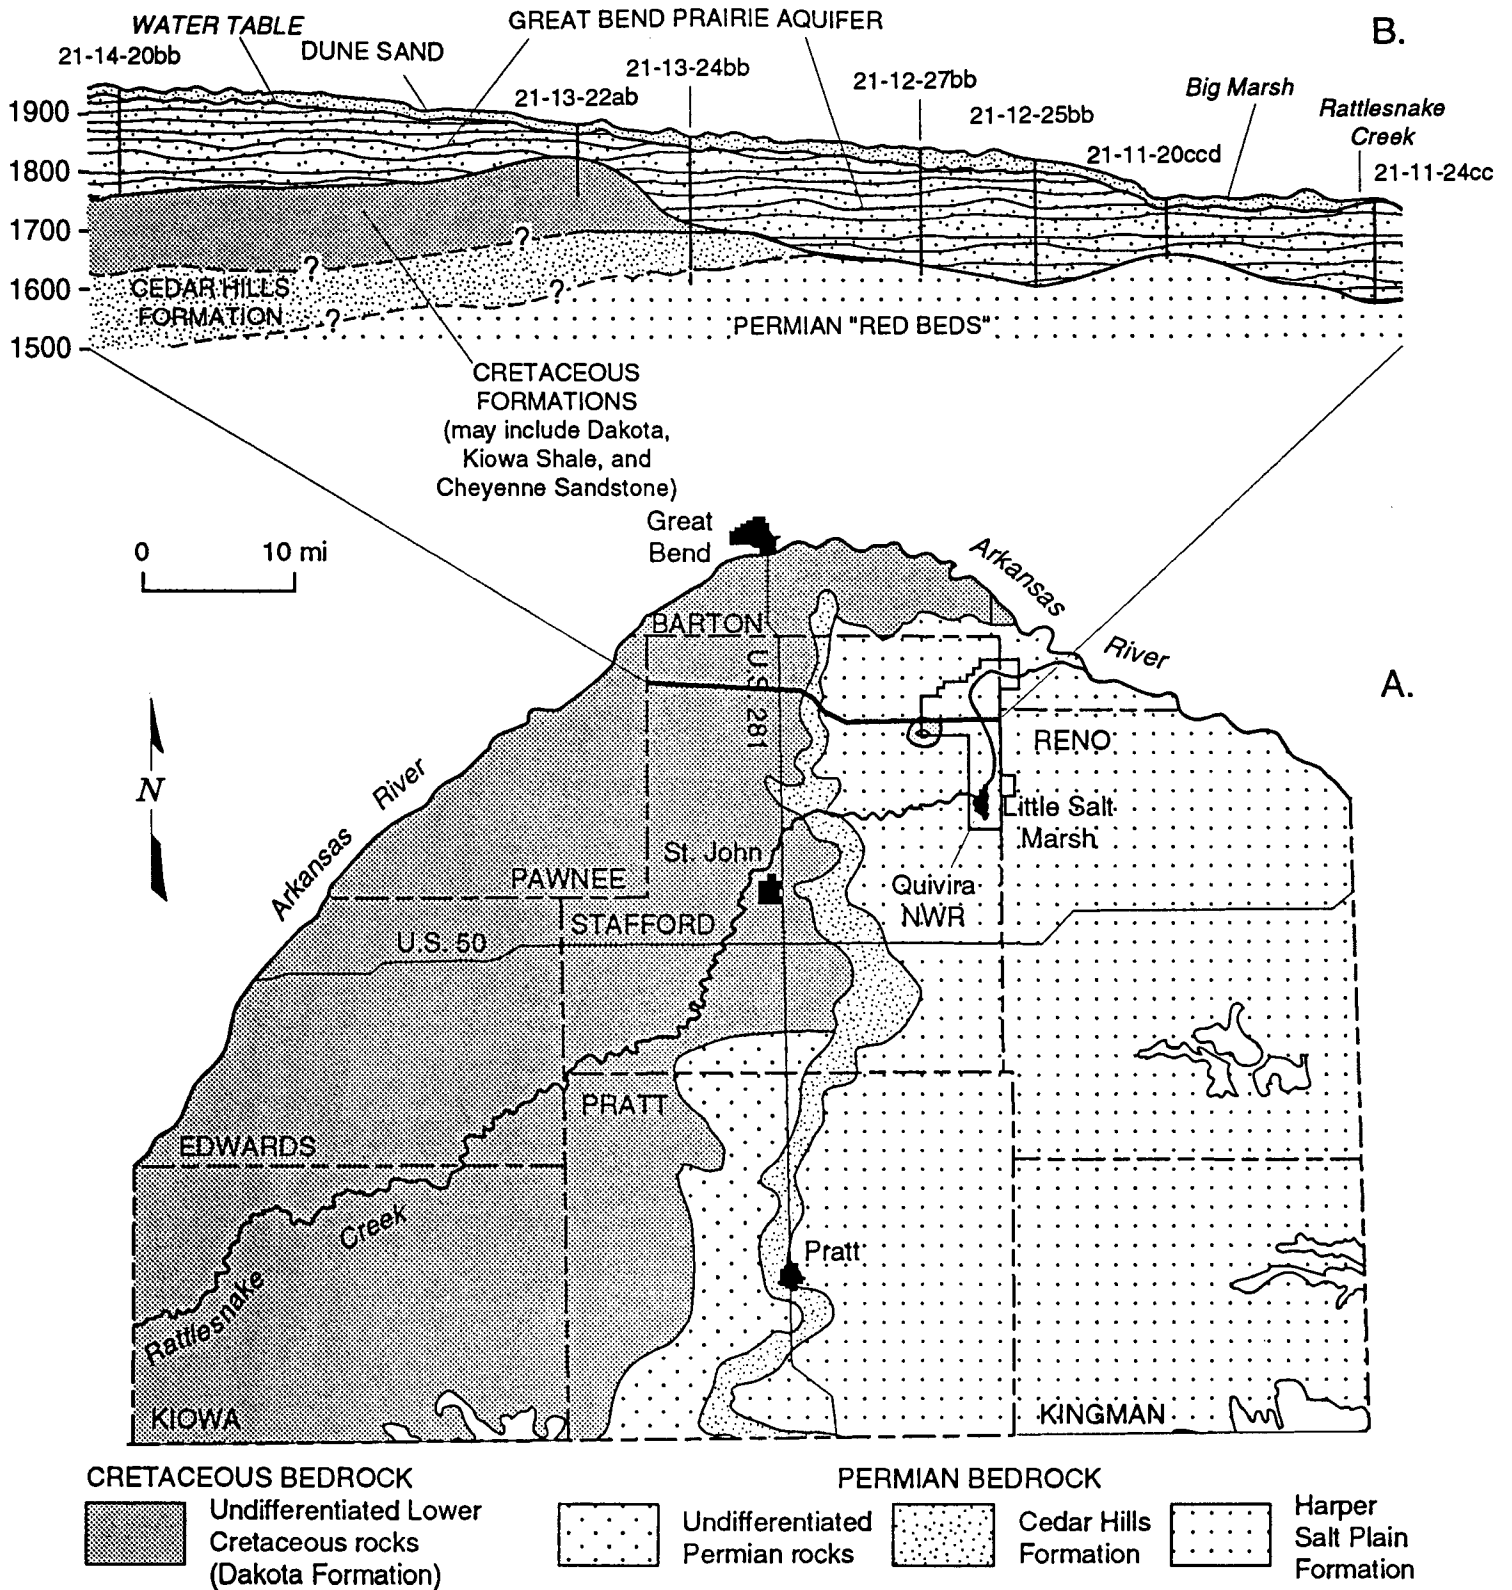 B.
WATER TABLE
GREAT BEND PRAIRIE AQUIFER
21-14-20bb
DUNE SAND
21-13-24bb
21-13-22ab
21-12-27bb
21-12-25bb
Big Marsh
Rattlesnake
Creek
21-11-20ccd
21-11-24cc
1900
1800
1700
1600
1500
?
?
?
?
CEDAR HILLS
FORMATION
PERMIAN "RED BEDS"
CRETACEOUS
FORMATIONS
(may include Dakota,
Kiowa Shale, and
Cheyenne Sandstone)
0 10 mi
Great
Bend
Arkansas
River
BARTON
U.S. 281
A.
N
RENO
Arkansas
River
Little Salt
Marsh
St. John
PAWNEE
Quivira
NWR
STAFFORD
U.S. 50
PRATT
EDWARDS
Rattlesnake
Creek
Pratt
KIOWA
KINGMAN
CRETACEOUS BEDROCK
Undifferentiated Lower
Cretaceous rocks
(Dakota Formation)
PERMIAN BEDROCK
Undifferentiated
Permian rocks
Cedar Hills
Formation
Harper
Salt Plain
Formation